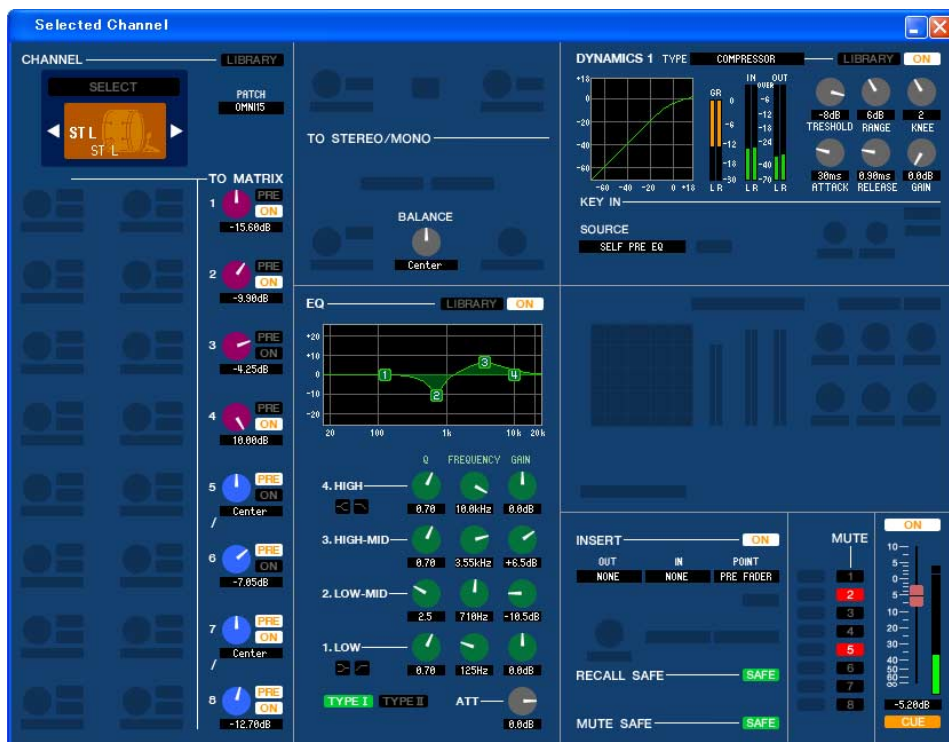 Selected Channel
CHANNEL
LIBRARY
SELECT
ST L
ST L
PATCH
OMNI15
TO MATRIX
1
PRE
ON
-15.60dB
2
PRE
ON
-9.90dB
3
PRE
ON
-4.25dB
4
PRE
ON
10.00dB
5
PRE
ON
Center
/
6
PRE
ON
-7.05dB
7
PRE
ON
Center
/
8
PRE
ON
-12.70dB
TO STEREO/MONO
BALANCE
Center
EQ
LIBRARY
ON
+20
+10
0
-10
-20
1
2
3
4
20 100 1k 10k 20k
Q FREQUENCY GAIN
4. HIGH
0.70 10.0kHz 0.0dB
3. HIGH-MID
0.70 3.55kHz +6.5dB
2. LOW-MID
2.5 710Hz -10.5dB
1. LOW
0.70 125Hz 0.0dB
TYPE I TYPE II
ATT
0.0dB
DYNAMICS 1 TYPE COMPRESSOR
LIBRARY
ON
+18
0
-20
-40
-60
-60 -40 -20 0 +18
GR
0
-6
-12
-18
-30
L R
IN OUT
OVER
-6
-12
-18
-24
-40
-70
L R L R
-8dB 6dB 2
TRESHOLD RANGE KNEE
30ms 0.90ms 0.0dB
ATTACK RELEASE GAIN
KEY IN
SOURCE
SELF PRE EQ
INSERT
ON
OUT IN POINT
NONE NONE PRE FADER
RECALL SAFE
SAFE
MUTE SAFE
SAFE
MUTE
1
2
3
4
5
6
7
8
ON
10
5
0
5
10
20
30
40
50
60
∞
-5.20dB
CUE